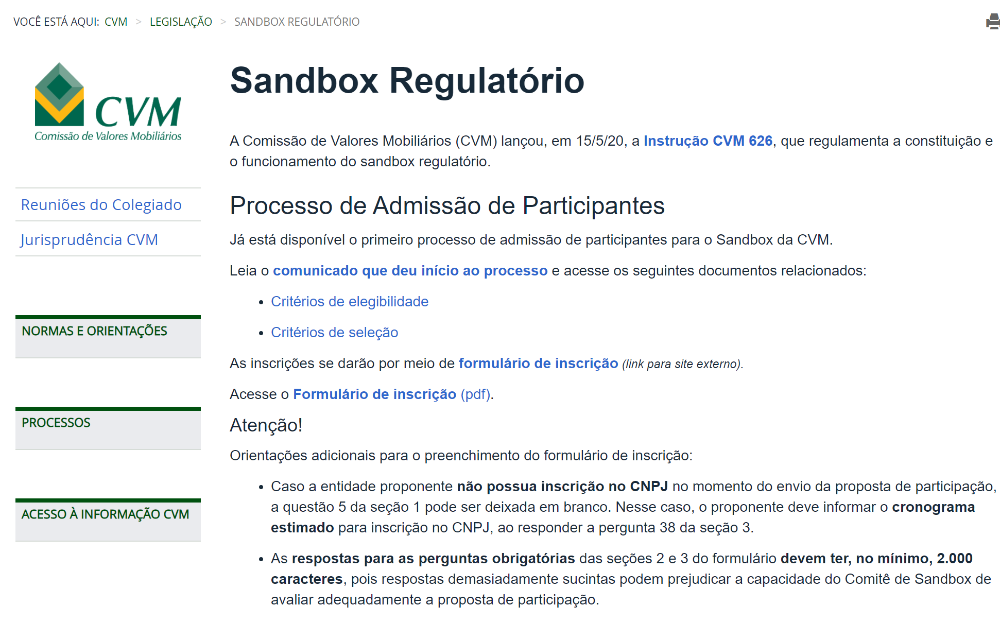 VOCÊ ESTÁ AQUI: CVM > LEGISLAÇÃO > SANDBOX REGULATÓRIO
CVM
Comissão de Valores Mobiliários
Reuniões do Colegiado
Jurisprudência CVM
NORMAS E ORIENTAÇÕES
PROCESSOS
ACESSO À INFORMAÇÃO CVM
Sandbox Regulatório
A Comissão de Valores Mobiliários (CVM) lançou, em 15/5/20, a Instrução CVM 626, que regulamenta a constituição e
o funcionamento do sandbox regulatório.
Processo de Admissão de Participantes
Já está disponível o primeiro processo de admissão de participantes para o Sandbox da CVM.
Leia o comunicado que deu início ao processo e acesse os seguintes documentos relacionados:
• Critérios de elegibilidade
• Critérios de seleção
As inscrições se darão por meio de formulário de inscrição (link para site externo).
Acesse o Formulário de inscrição (pdf).
Atenção!
Orientações adicionais para o preenchimento do formulário de inscrição:
• Caso a entidade proponente não possua inscrição no CNPJ no momento do envio da proposta de participação,
a questão 5 da seção 1 pode ser deixada em branco. Nesse caso, o proponente deve informar o cronograma
estimado para inscrição no CNPJ, ao responder a pergunta 38 da seção 3.
• As respostas para as perguntas obrigatórias das seções 2 e 3 do formulário devem ter, no mínimo, 2.000
caracteres, pois respostas demasiadamente sucintas podem prejudicar a capacidade do Comitê de Sandbox de
avaliar adequadamente a proposta de participação.